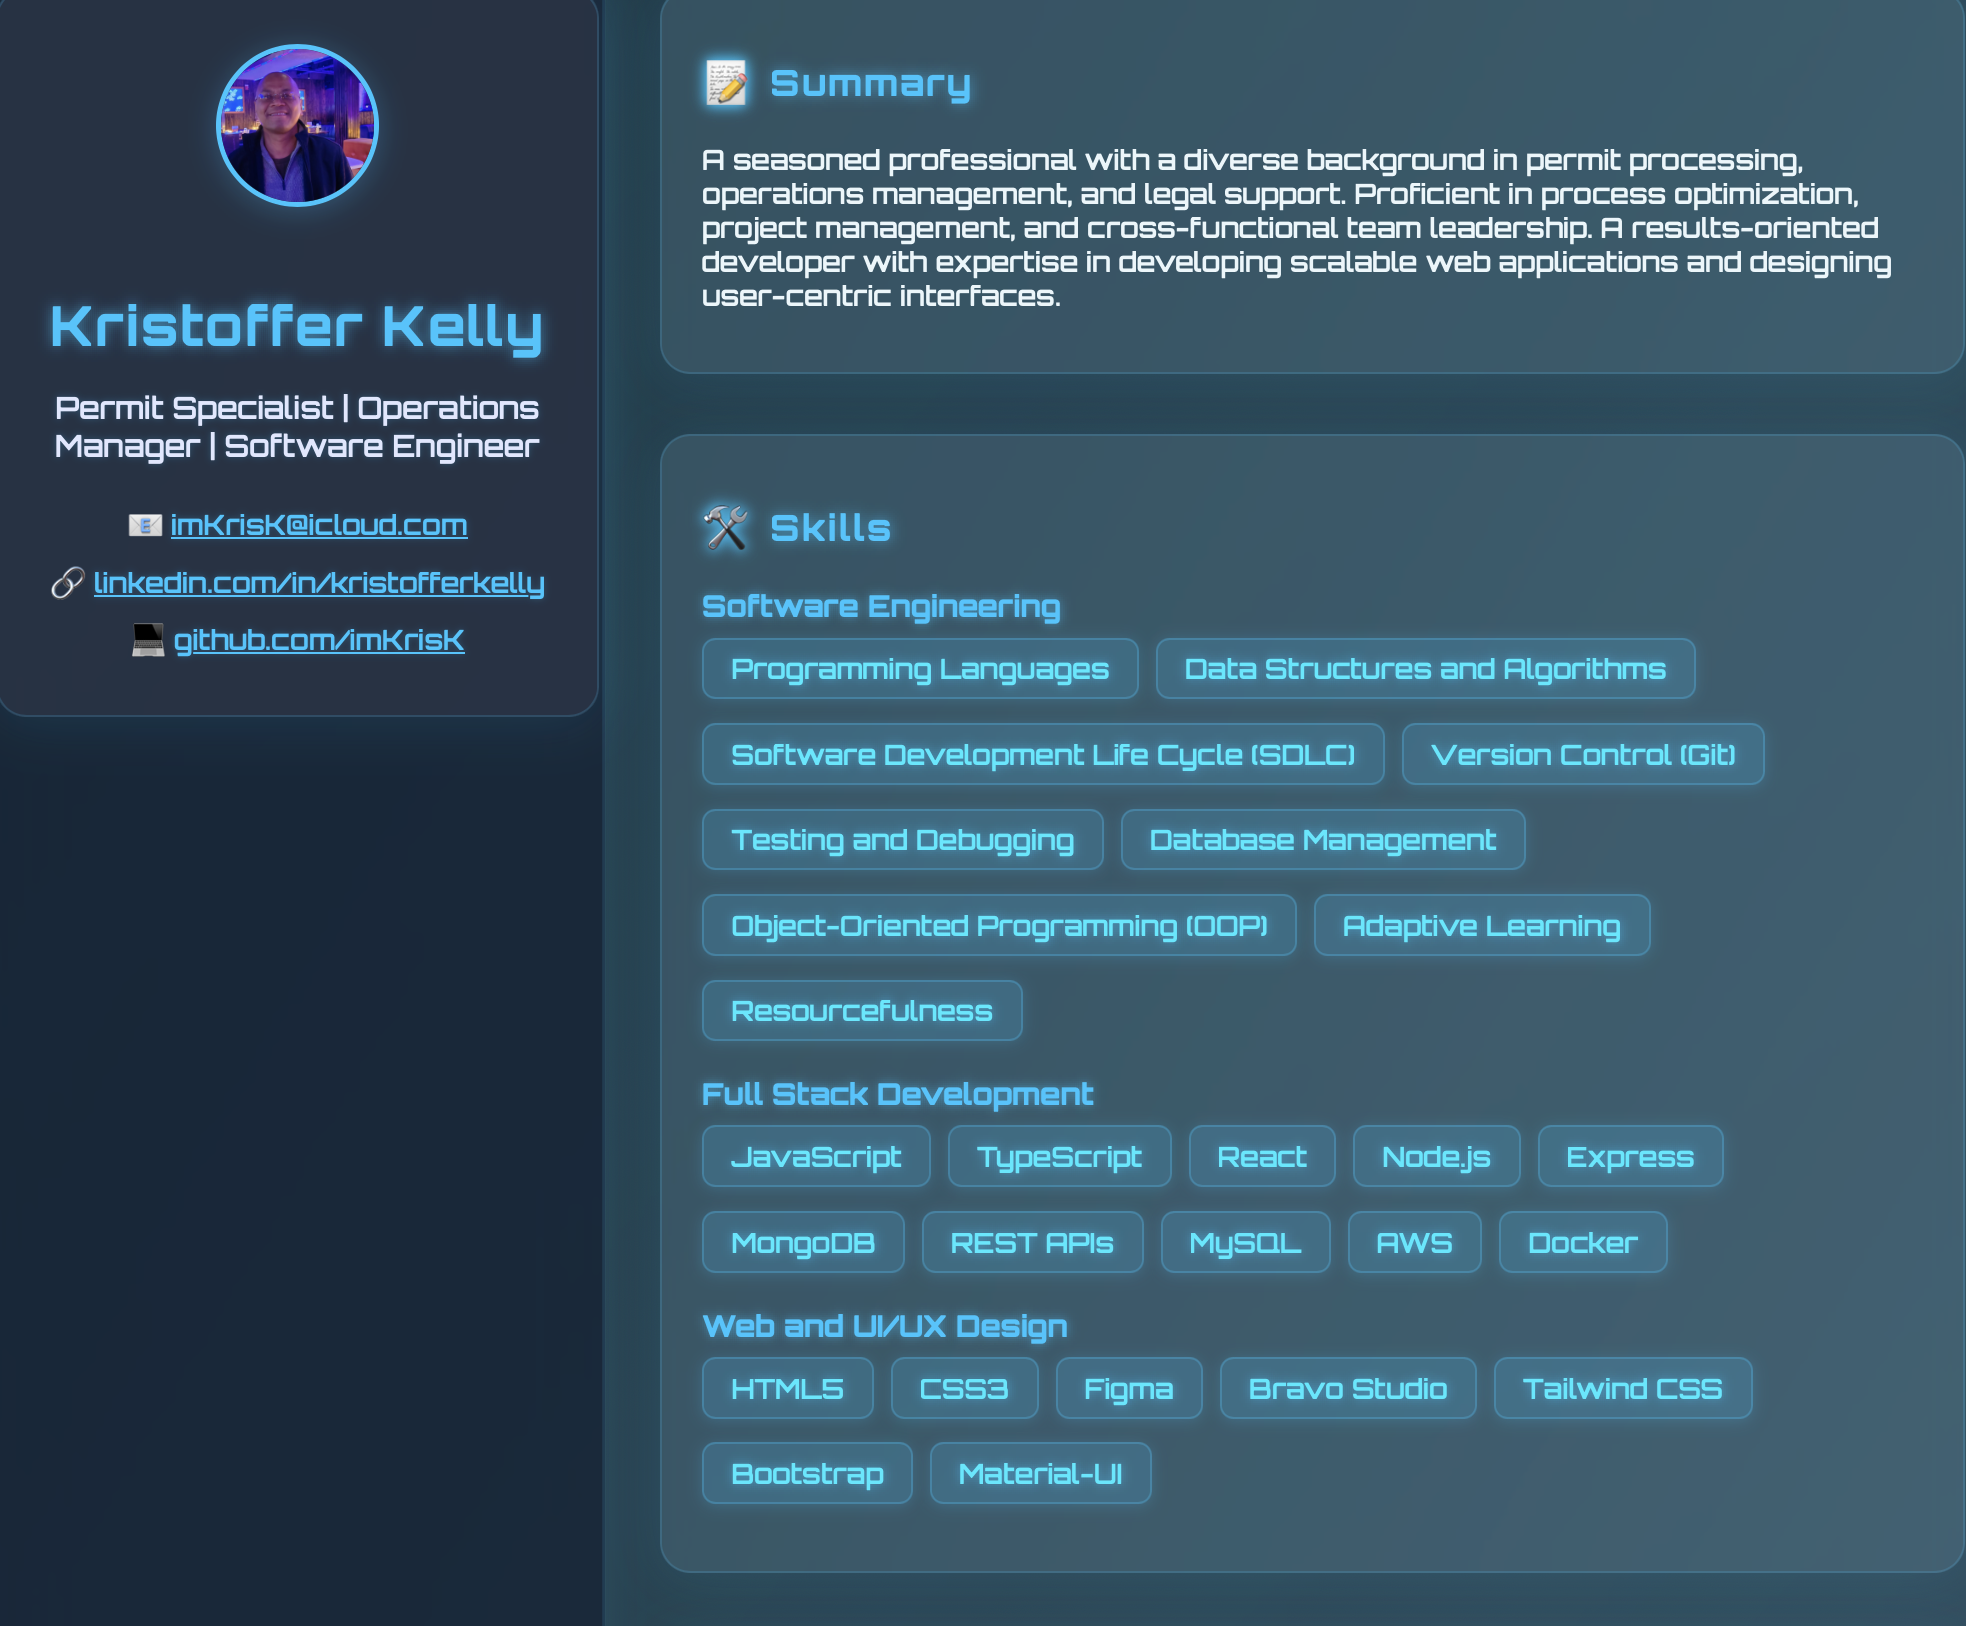 Kristoffer Kelly
Permit Specialist | Operations
Manager | Software Engineer
imKrisK@icloud.com
linkedin.com/in/kristofferkelly
github.com/imKrisK
Summary
A seasoned professional with a diverse background in permit processing,
operations management, and legal support. Proficient in process optimization,
project management, and cross-functional team leadership. A results-oriented
developer with expertise in developing scalable web applications and designing
user-centric interfaces.
Skills
Software Engineering
Programming Languages Data Structures and Algorithms
Software Development Life Cycle (SDLC) Version Control (Git)
Testing and Debugging Database Management
Object-Oriented Programming (OOP) Adaptive Learning
Resourcefulness
Full Stack Development
JavaScript TypeScript React Node.js Express
MongoDB REST APIs MySQL AWS Docker
Web and UI/UX Design
HTML5 CSS3 Figma Bravo Studio Tailwind CSS
Bootstrap Material-UI